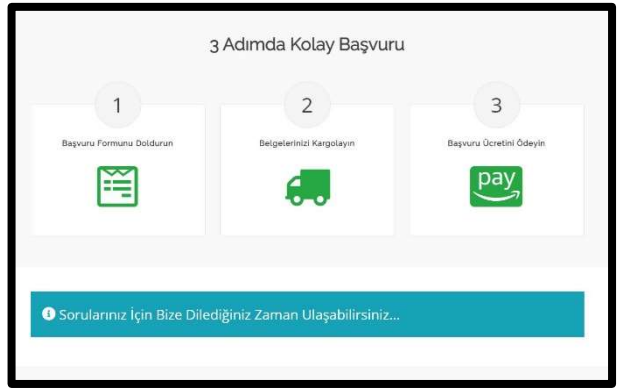 3 Adımda Kolay Başvuru
1
2
3
Başvuru Formunu Doldurun
Belgelerinizi Kargolayın
Başvuru Ücretini Ödeyin
pay
Sorularınız İçin Bize Dilediğiniz Zaman Ulaşabilirsiniz...